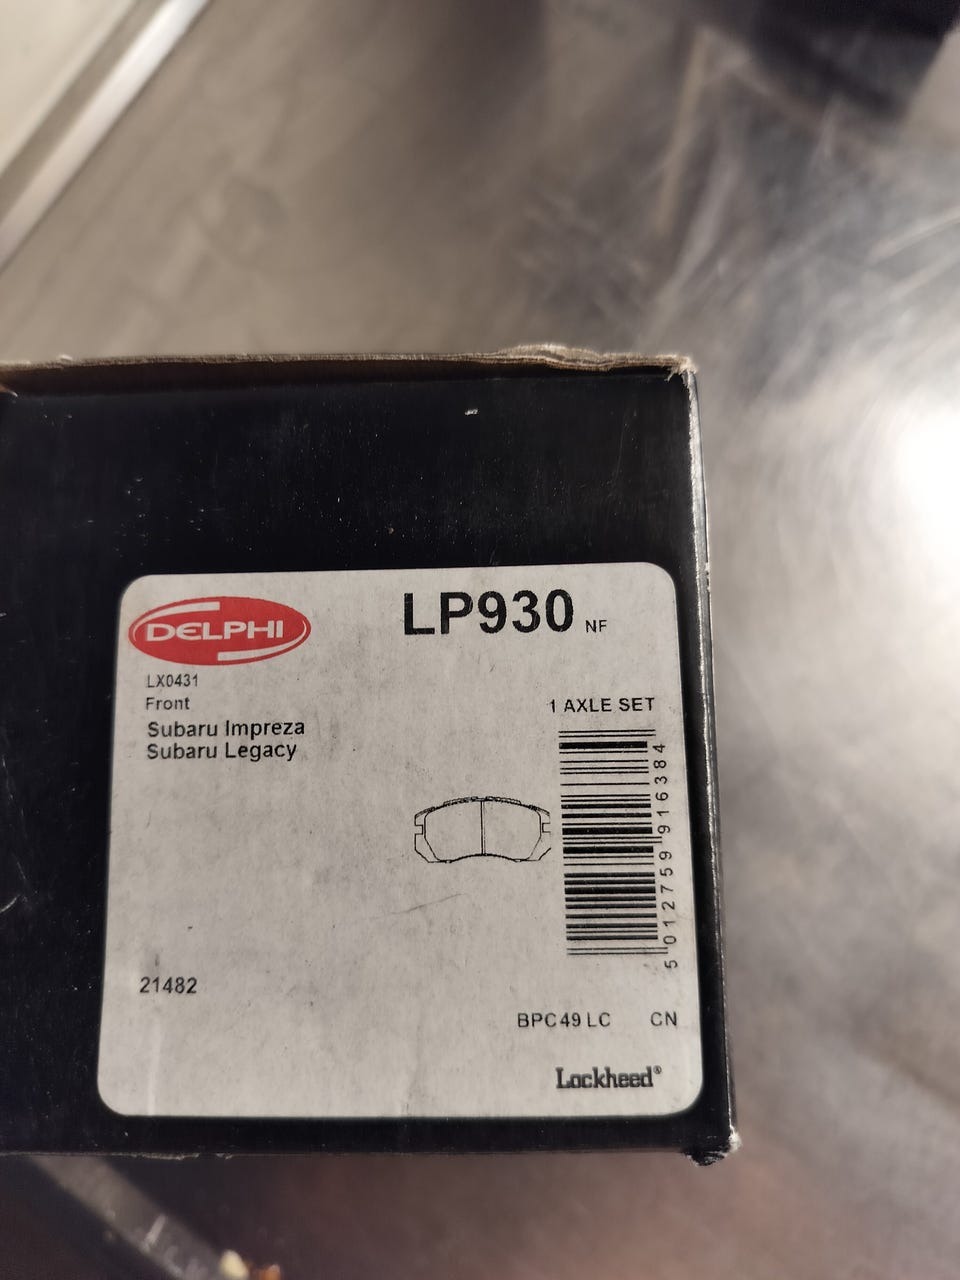 DELPHI
LP930 NF
LX0431
Front
1 AXLE SET
Subaru Impreza
Subaru Legacy
5 012759 916384
21482
BPC49 LC CN
Lockheed®